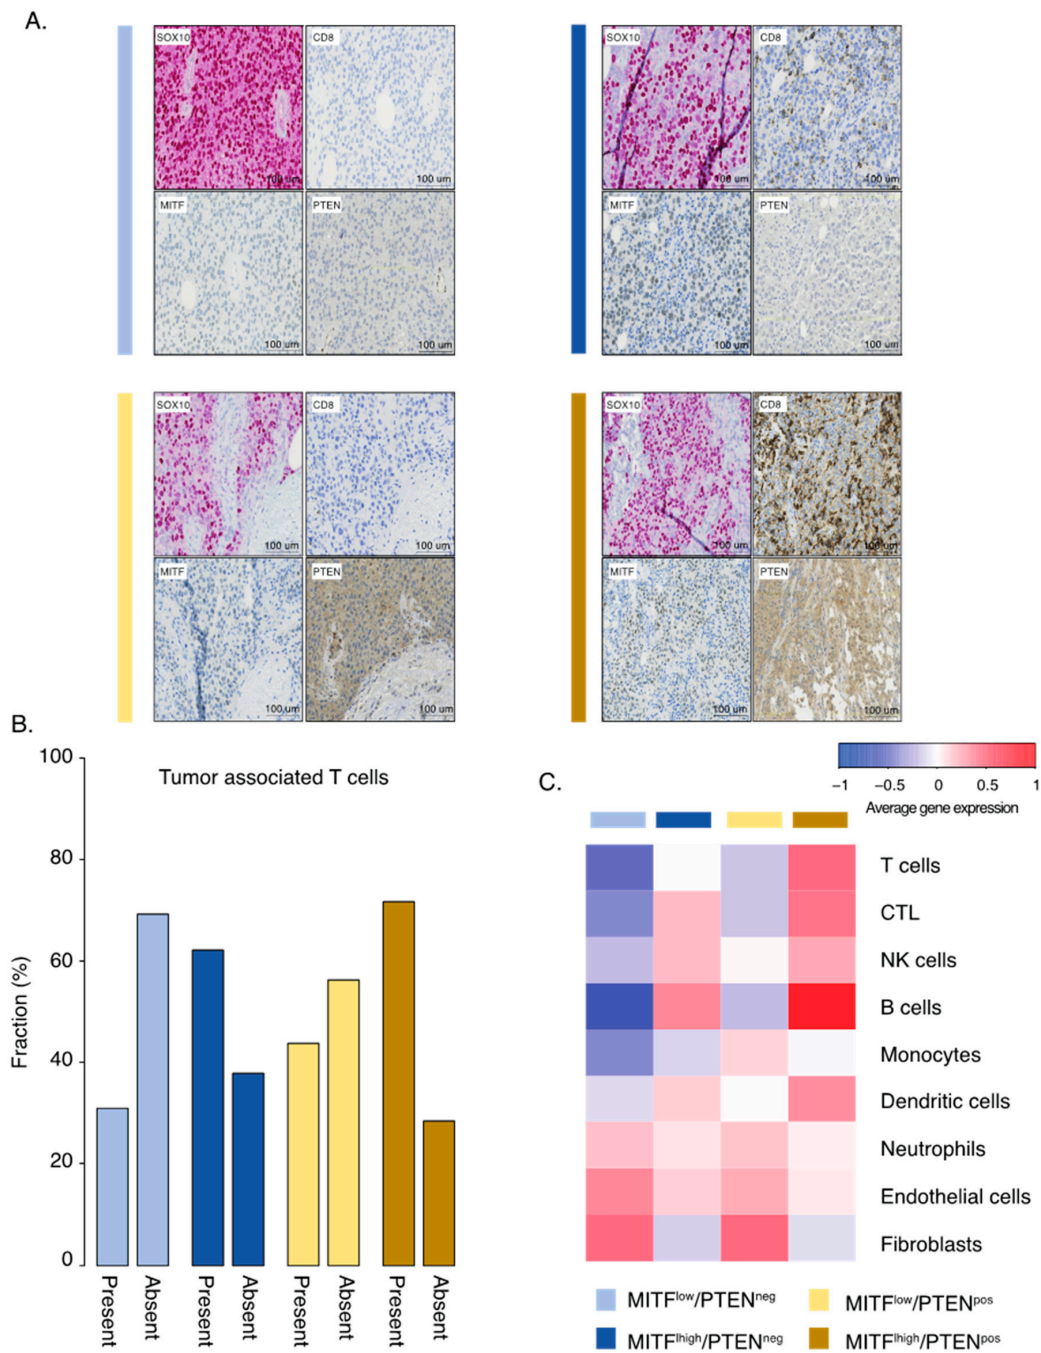 A.
SOX10 CD8 SOX10 CD8
100 um 100 um 100 um 100 um
MITF PTEN MITF PTEN
100 um 100 um 100 um 100 um
SOX10 CD8 SOX10 CD8
100 um 100 um 100 um 100 um
MITF PTEN MITF PTEN
100 um 100 um 100 um 100 um
B.
Tumor associated T cells
Fraction (%)
100
80
60
40
20
0
Present Absent Present Absent Present Absent Present Absent
C.
−1 −0.5 0 0.5 1
Average gene expression
T cells
CTL
NK cells
B cells
Monocytes
Dendritic cells
Neutrophils
Endothelial cells
Fibroblasts
MITFlow/PTENneg MITFlow/PTENpos
MITFlhigh/PTENneg MITFlhigh/PTENpos